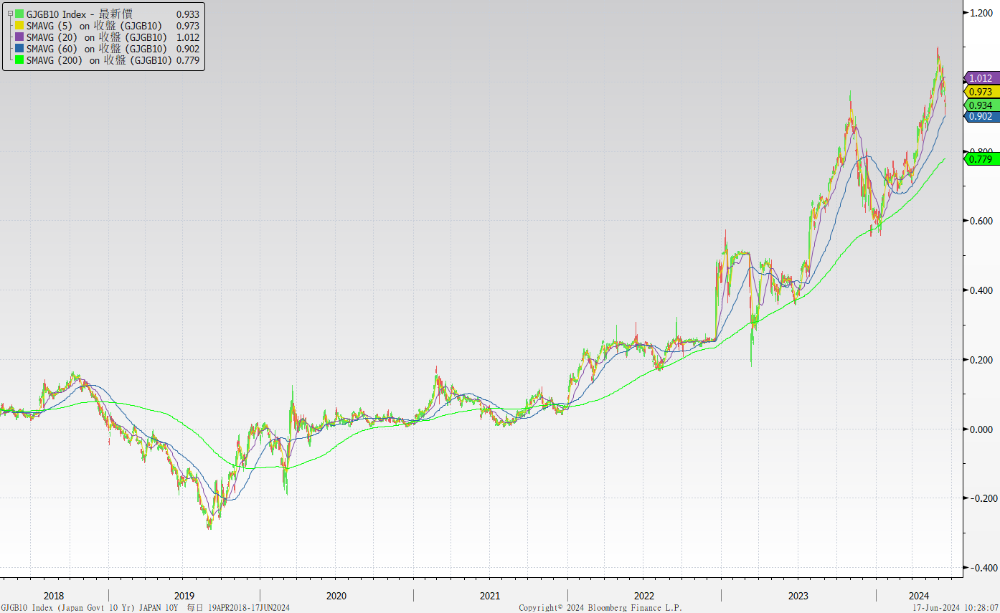 GJGB10 Index - 最新價 0.933
SMAVG (5) on 收盤 (GJGB10) 0.973
SMAVG (20) on 收盤 (GJGB10) 1.012
SMAVG (60) on 收盤 (GJGB10) 0.902
SMAVG (200) on 收盤 (GJGB10) 0.779
1.200
1.012
0.973
0.934
0.902
0.800
0.779
0.600
0.400
0.200
0.000
-0.200
-0.400
2018 2019 2020 2021 2022 2023 2024
GJGB10 Index (Japan Govt 10 Yr) JAPAN 10Y 每日 19APR2018-17JUN2024 Copyright© 2024 Bloomberg Finance L.P. 17-Jun-2024 10:28:07